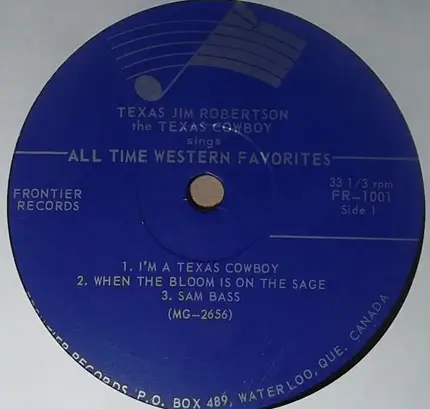 TEXAS JIM ROBERTSON
the TEXAS COWBOY
sings
ALL TIME WESTERN FAVORITES
FRONTIER
RECORDS
33 1/3 rpm
FR-1001
Side 1
1. I'M A TEXAS COWBOY
2. WHEN THE BLOOM IS ON THE SAGE
3. SAM BASS
(MG-2656)
FRONTIER RECORDS, P.O. BOX 489, WATERLOO, QUE. CANADA